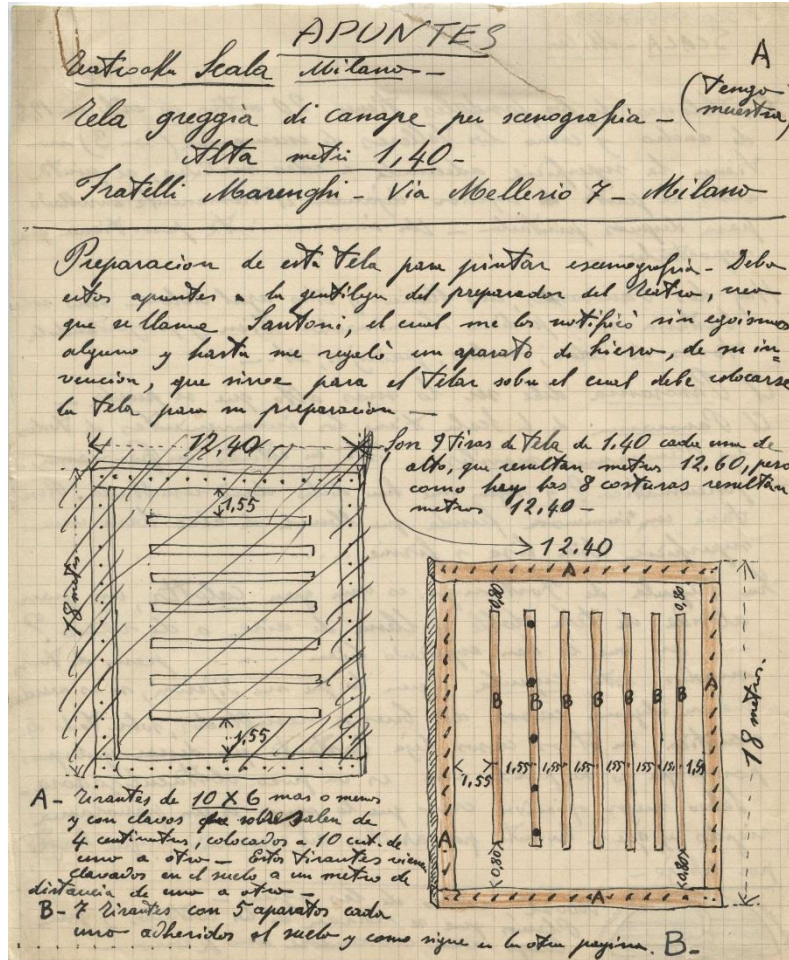 APUNTES
Teatro alla Scala Milano -
A
Tela greggia di canape per scenografia - (Tengo muestra)
Alta metri 1,40 -
Fratelli Marenghi - Via Mellerio 7 - Milano
Preparacion de esta Tela para pintar escenografia - Debo
estos apuntes a la gentileza del preparador del Teatro, creo
que se llame Santoni, el cual me los notificò sin egoismo
alguno y hasta me regalò un aparato de hierro, de su in=
vencion, que sirve para el Telar sobre el cual debe colocarse
la Tela para su preparacion -
12,40
Son 9 Tiras de Tela de 1.40 cada una de
alto, que resultan metros 12,60, pero
como hay las 8 costuras resultan
metros 12,40 -
1,55
18 metros
1,55
12.40
A
0,80 0,80
B B B B B B B
A A
1,55 1,55 1,55 1,55 1,55 1,55 1,55 1,55
18 metros.
0,80 0,80
A
A
A - Tirantes de 10 X 6 mas o menos
y con clavos que sobresalen de
4 centimetros, colocados a 10 cent. de
uno a otro - Estos Tirantes vienen
clavados en el suelo a un metro de
distancia de uno a otro -
B - 7 Tirantes con 5 aparatos cada
uno adheridos al suelo y como sigue en la otra pagina. B -